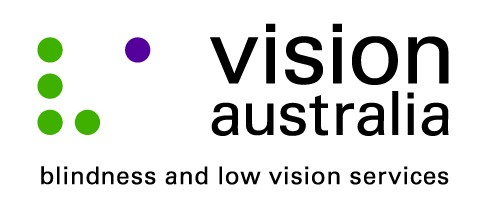 vision
australia
blindness and low vision services